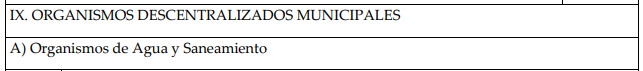 IX. ORGANISMOS DESCENTRALIZADOS MUNICIPALES
A) Organismos de Agua y Saneamiento